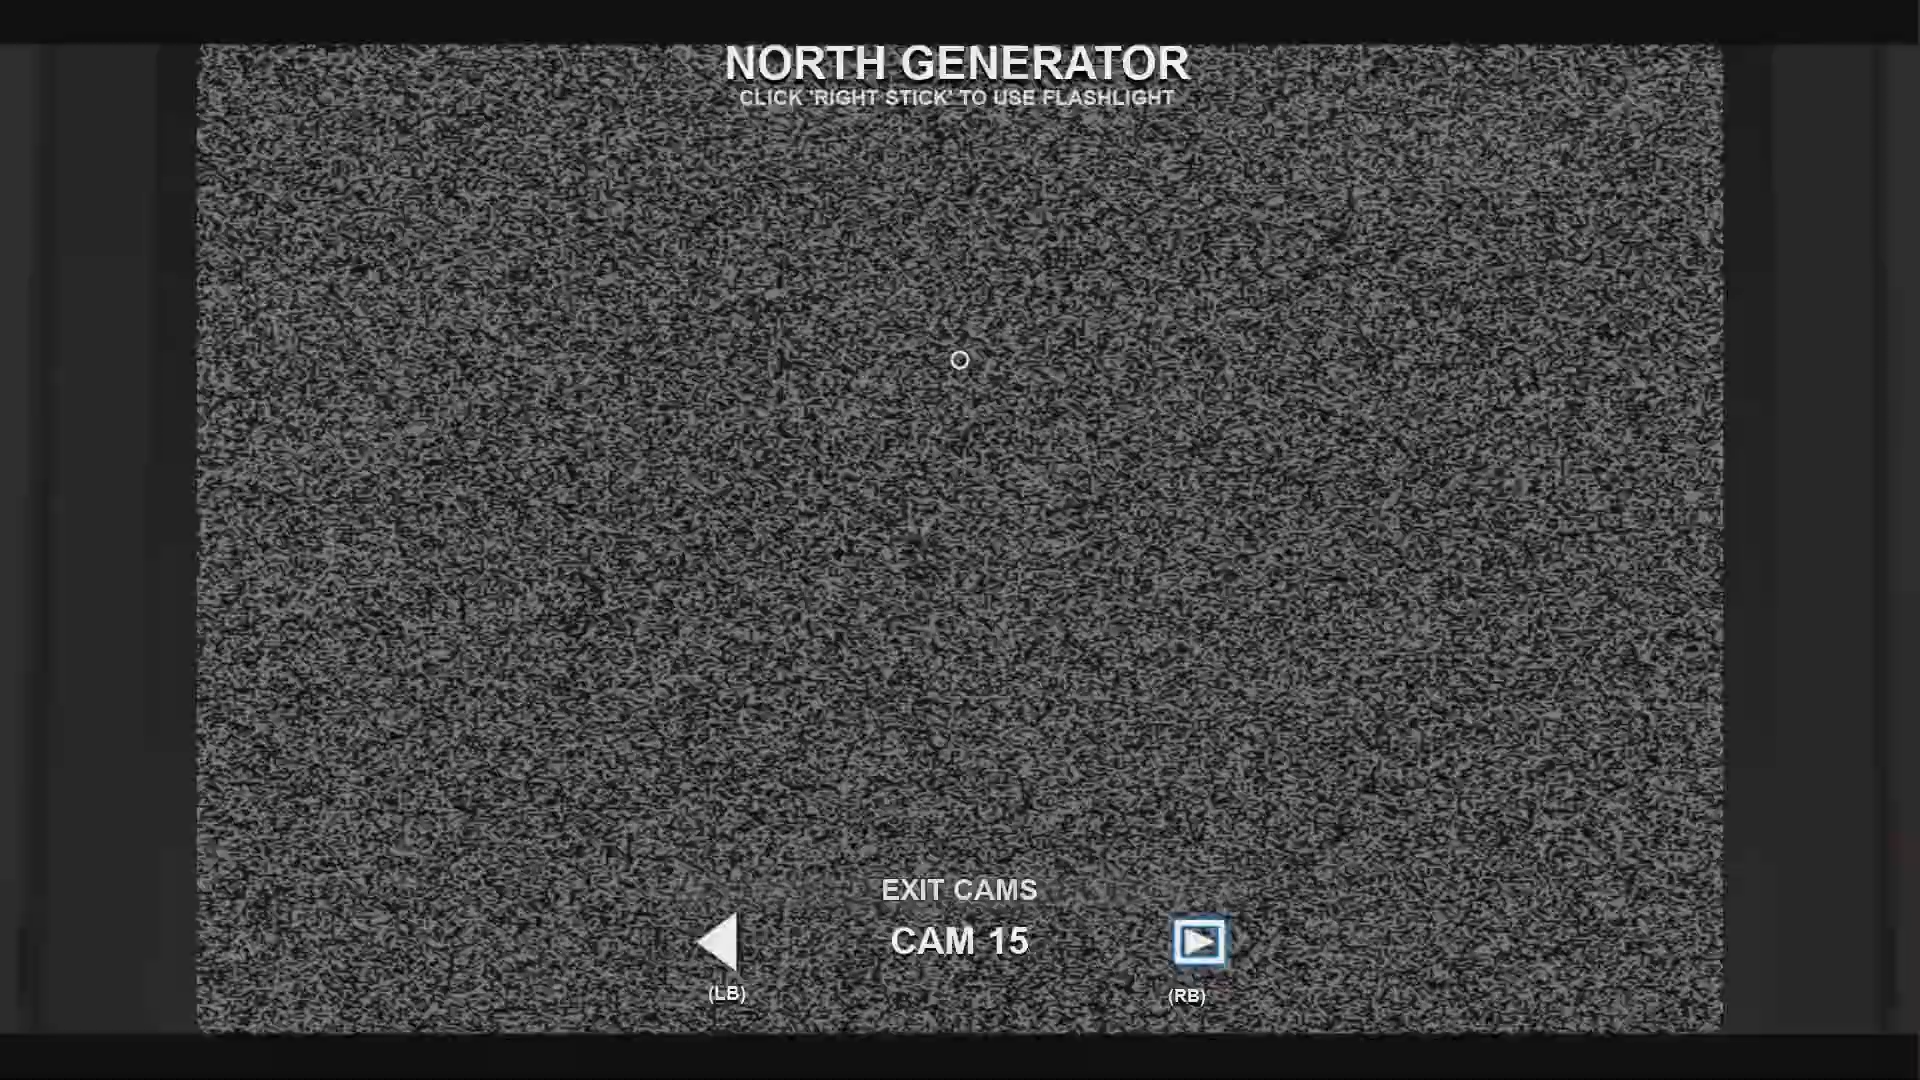 NORTH GENERATOR
CLICK 'RIGHT STICK' TO USE FLASHLIGHT
EXIT CAMS
CAM 15
(LB)
(RB)